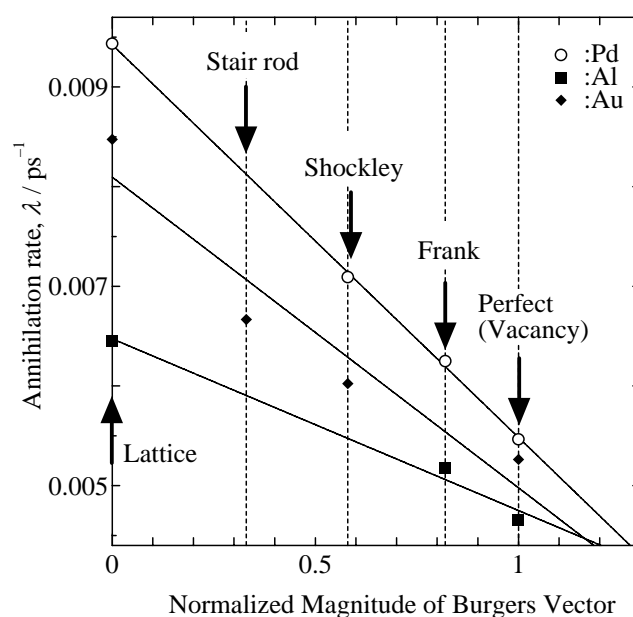 :Pd
:Al
:Au
Stair rod
Shockley
Frank
Perfect
(Vacancy)
Lattice
0.009
0.007
0.005
Annihilation rate, λ / ps⁻¹
0
0.5
1
Normalized Magnitude of Burgers Vector